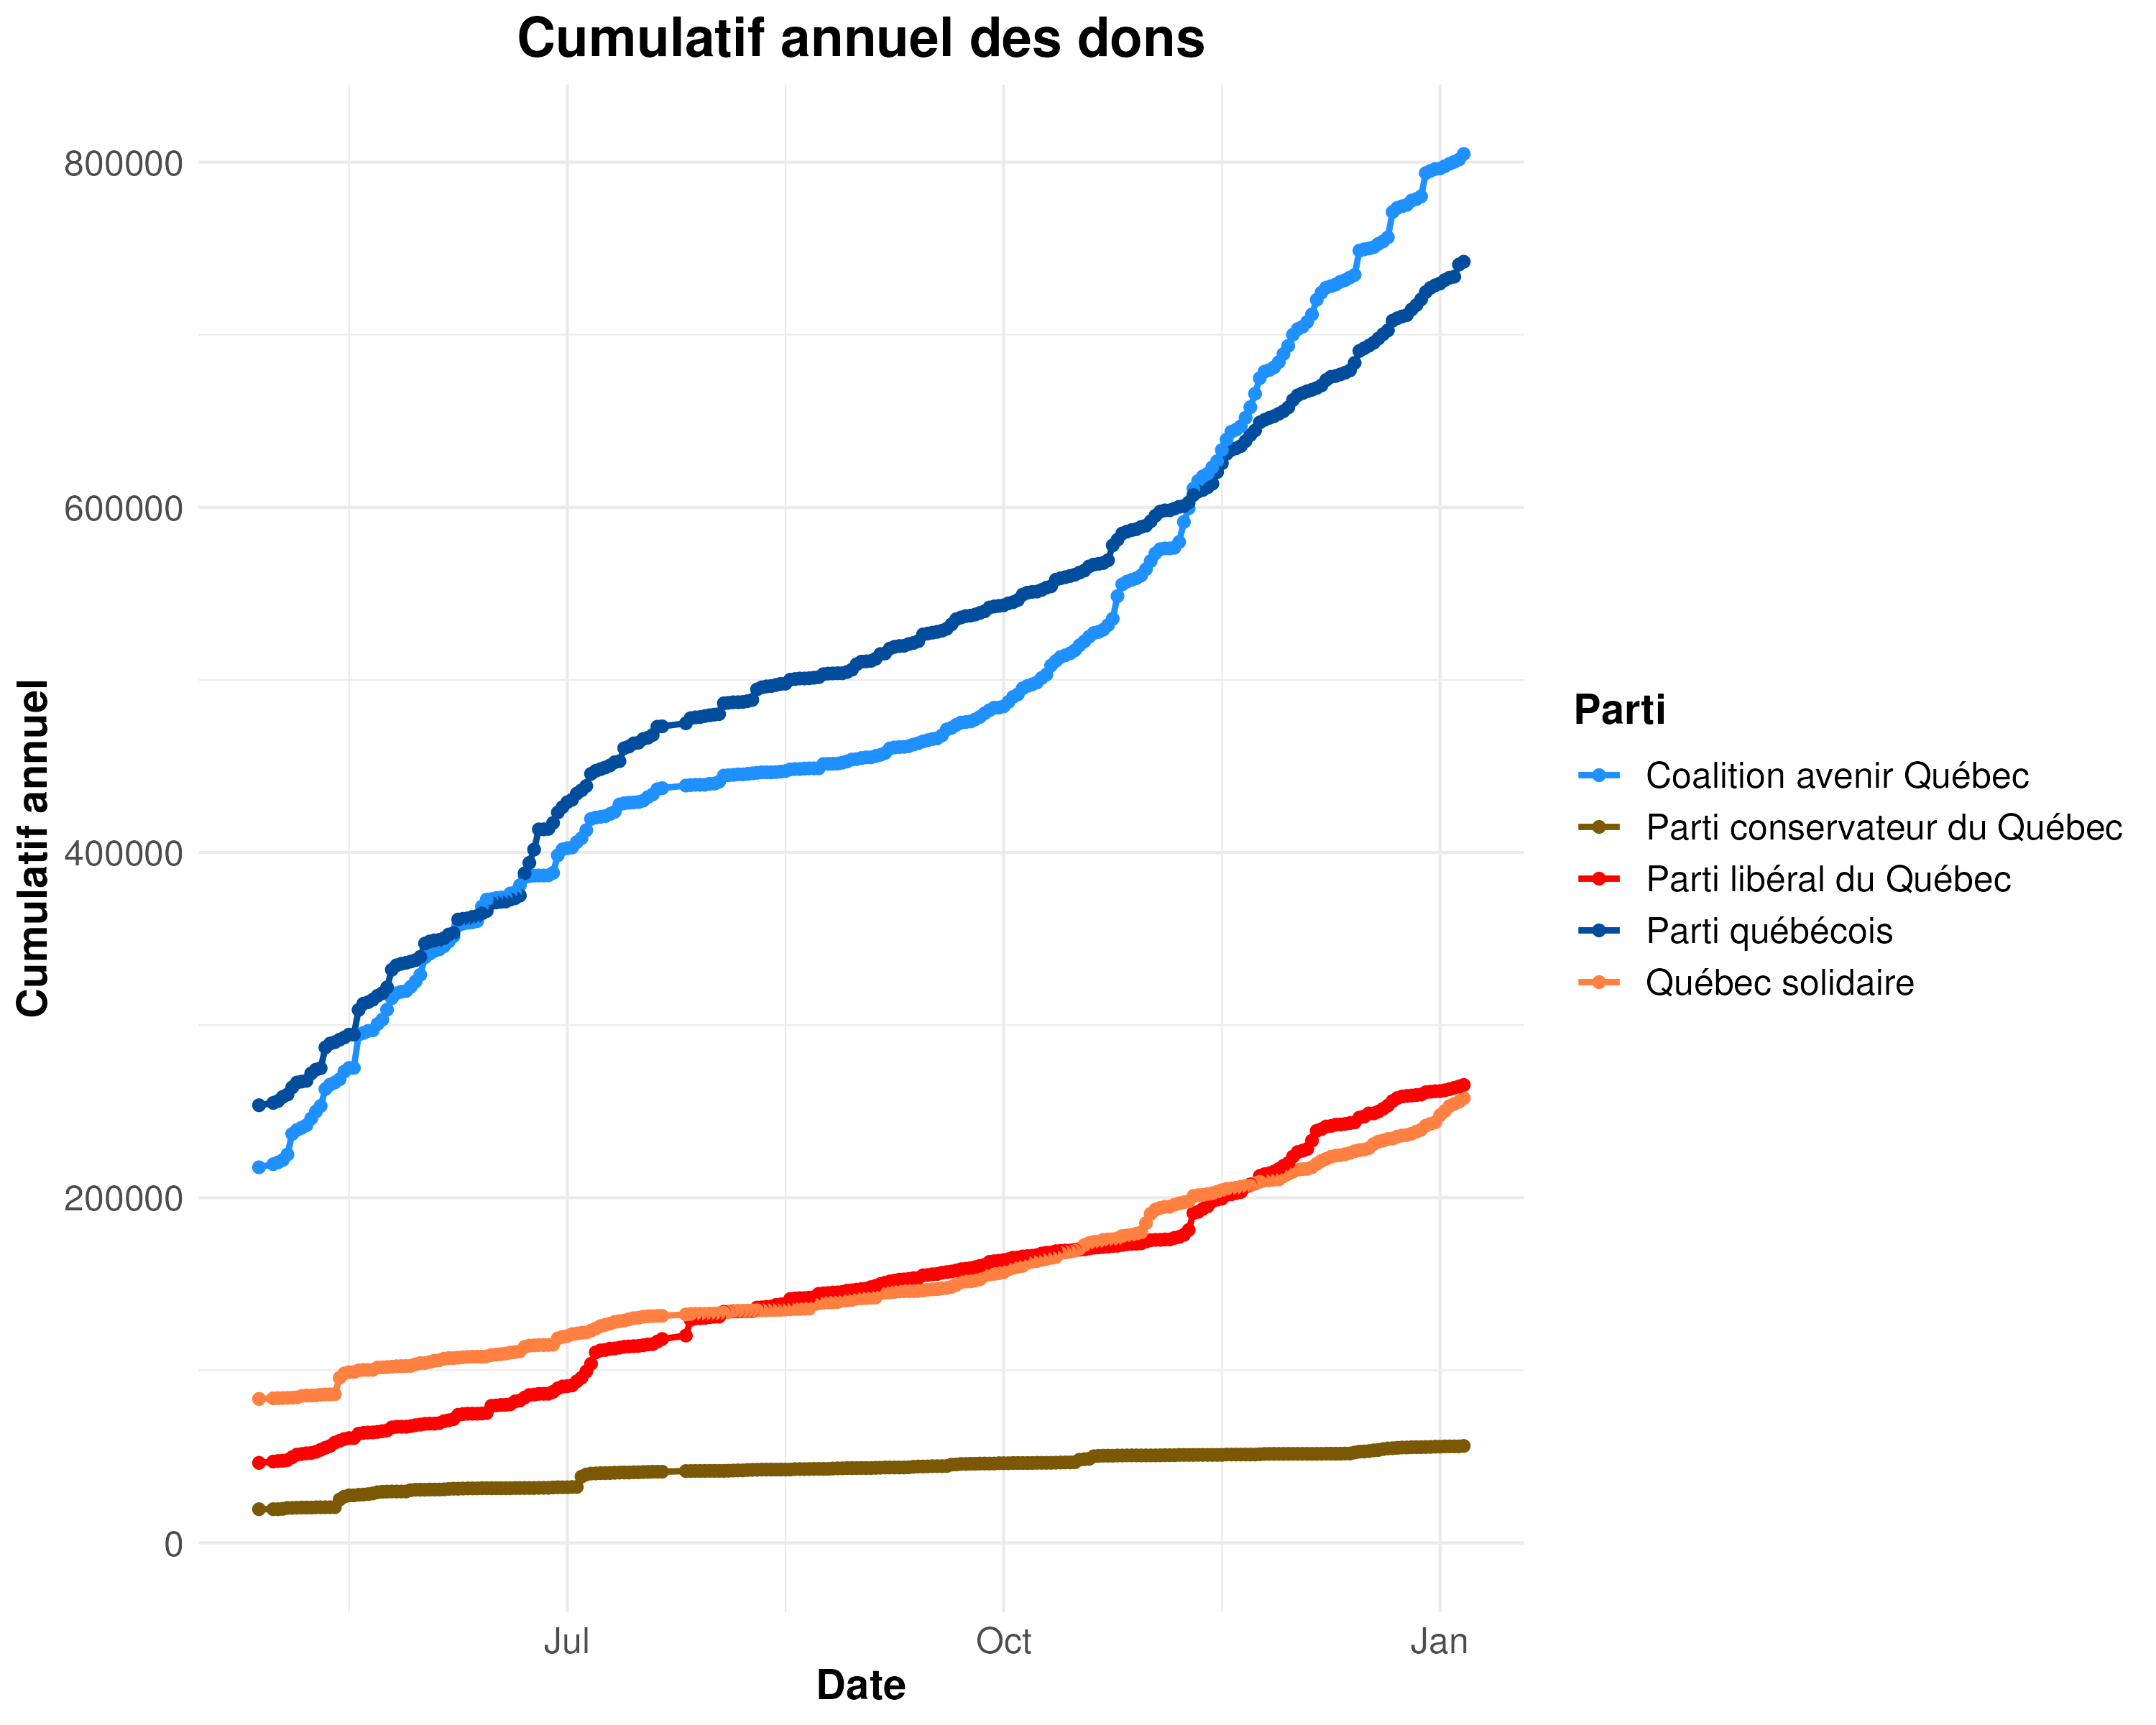 Cumulatif annuel des dons
Cumulatif annuel
800000
600000
400000
200000
0
Jul
Oct
Jan
Date
Parti
Coalition avenir Québec
Parti conservateur du Québec
Parti libéral du Québec
Parti québécois
Québec solidaire